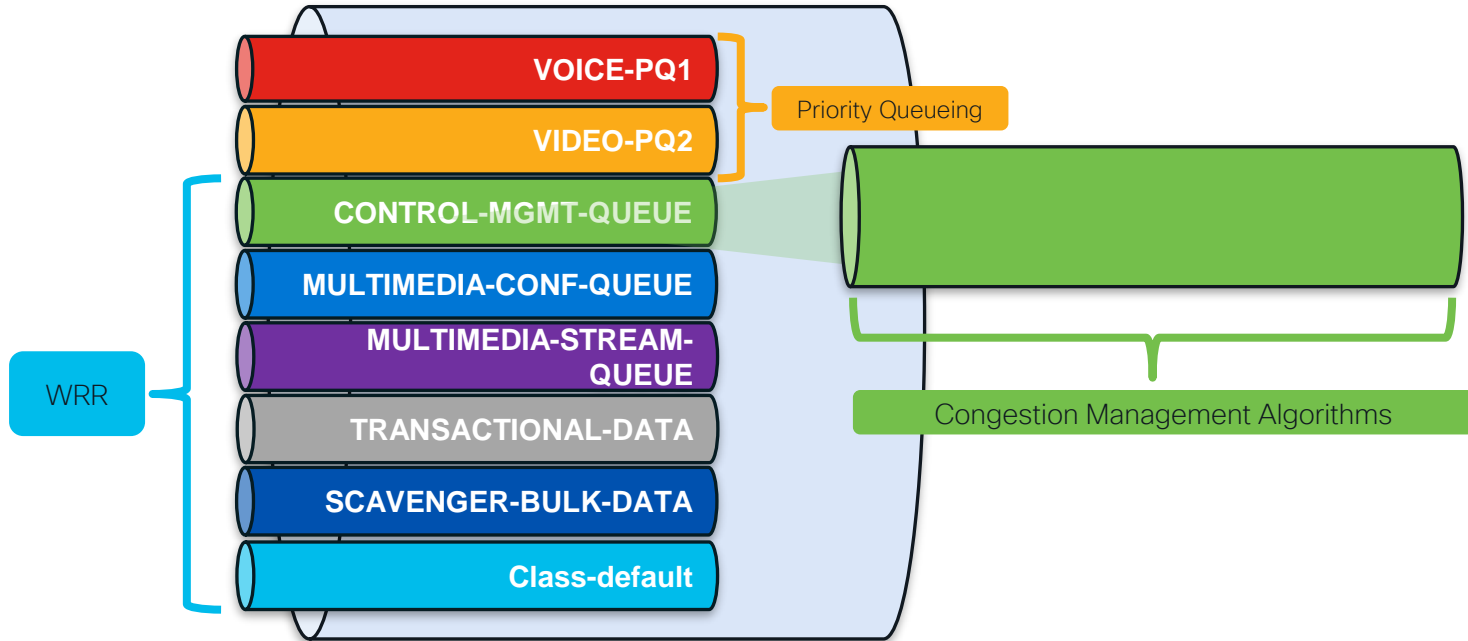 VOICE-PQ1
Priority Queueing
VIDEO-PQ2
CONTROL-MGMT-QUEUE
MULTIMEDIA-CONF-QUEUE
MULTIMEDIA-STREAM-
QUEUE
WRR
Congestion Management Algorithms
TRANSACTIONAL-DATA
SCAVENGER-BULK-DATA
Class-default